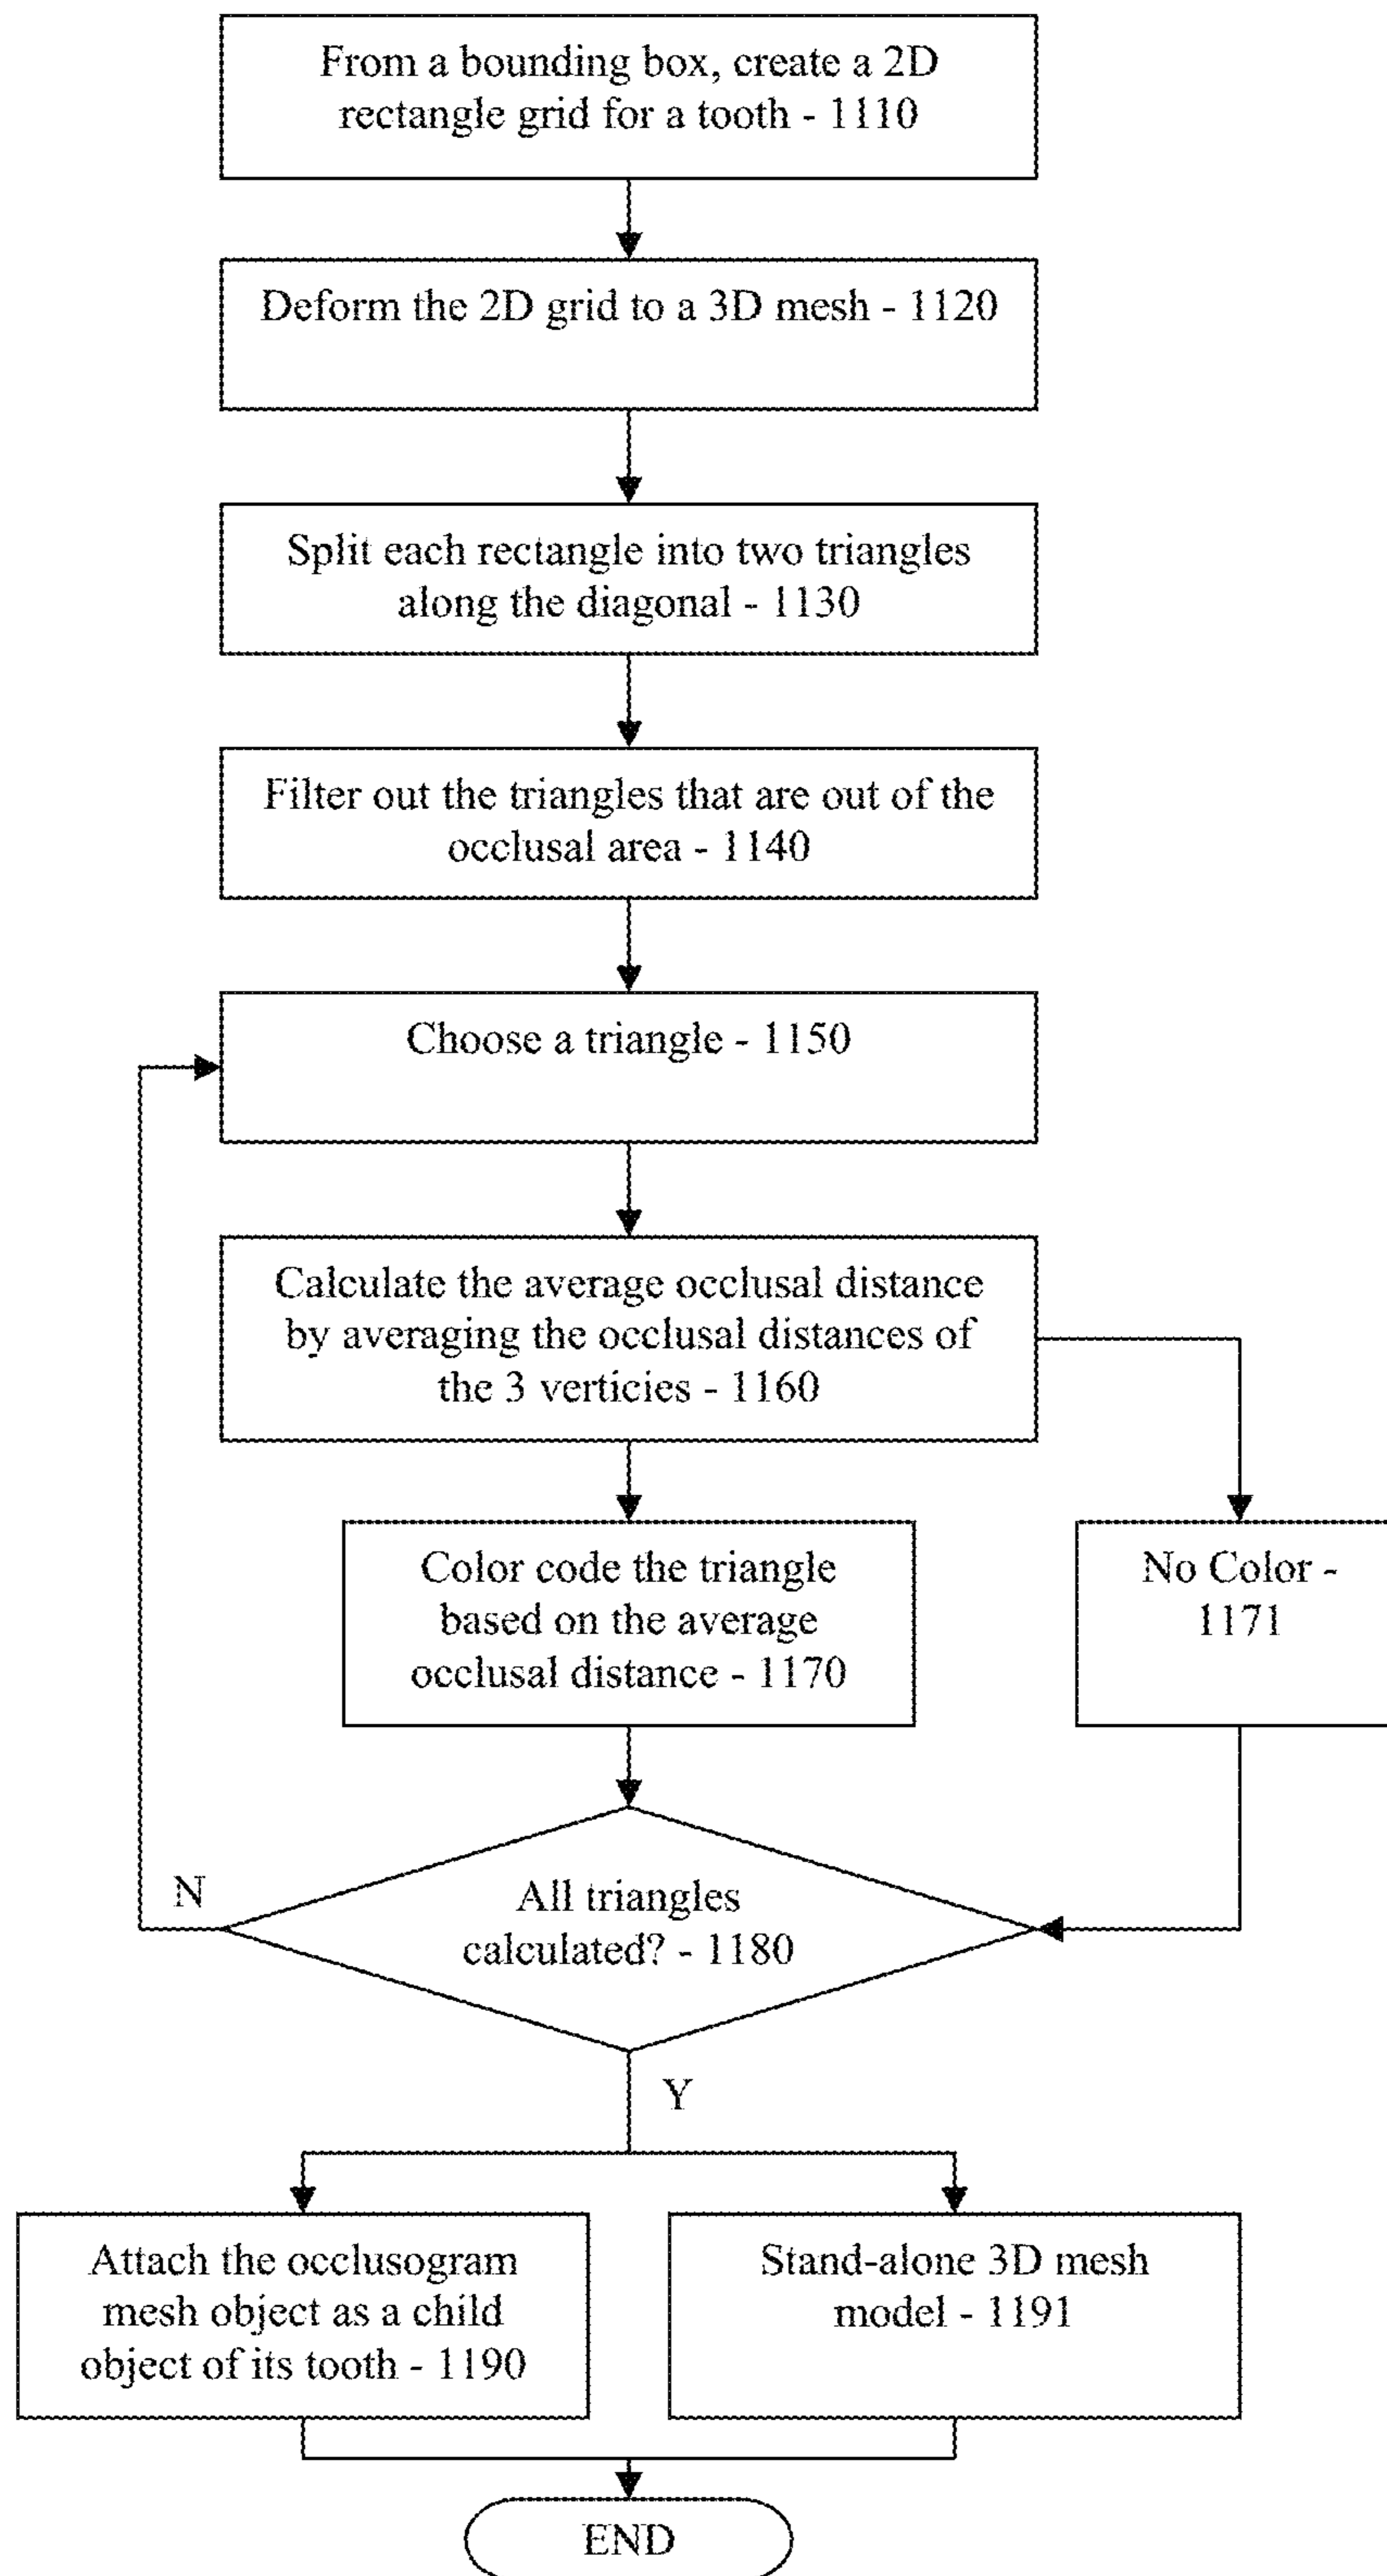 From a bounding box, create a 2D
rectangle grid for a tooth - 1110
Deform the 2D grid to a 3D mesh - 1120
Split each rectangle into two triangles
along the diagonal - 1130
Filter out the triangles that are out of the
occlusal area - 1140
Choose a triangle - 1150
Calculate the average occlusal distance
by averaging the occlusal distances of
the 3 verticies - 1160
Color code the triangle
based on the average
occlusal distance - 1170
No Color -
1171
N
All triangles
calculated? - 1180
Y
Attach the occlusogram
mesh object as a child
object of its tooth - 1190
Stand-alone 3D mesh
model - 1191
END